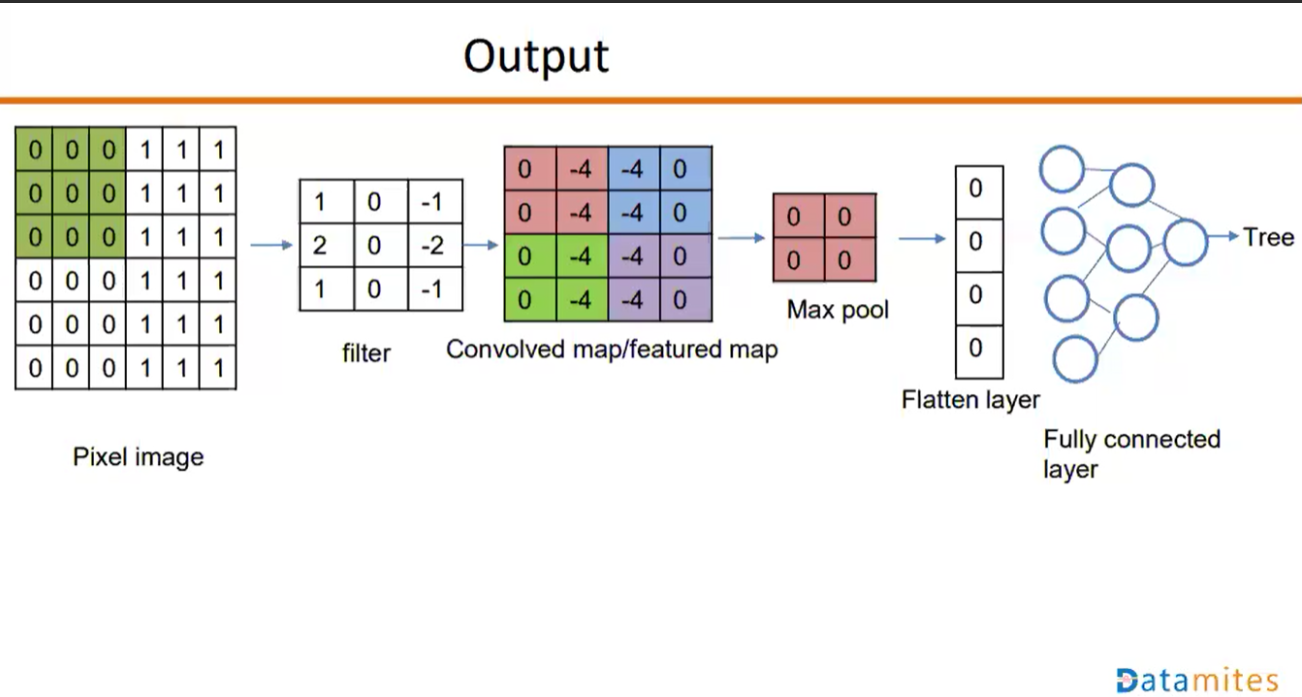 Output
0 0 0 1 1 1
0 0 0 1 1 1
0 0 0 1 1 1
0 0 0 1 1 1
0 0 0 1 1 1
0 0 0 1 1 1
Pixel image
1 0 -1
2 0 -2
1 0 -1
filter
0 -4 -4 0
0 -4 -4 0
0 -4 -4 0
0 -4 -4 0
Convolved map/featured map
0 0
0 0
Max pool
0
0
0
0
Flatten layer
Tree
Fully connected
layer
Datamites